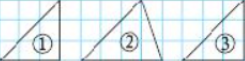 ① ② ③